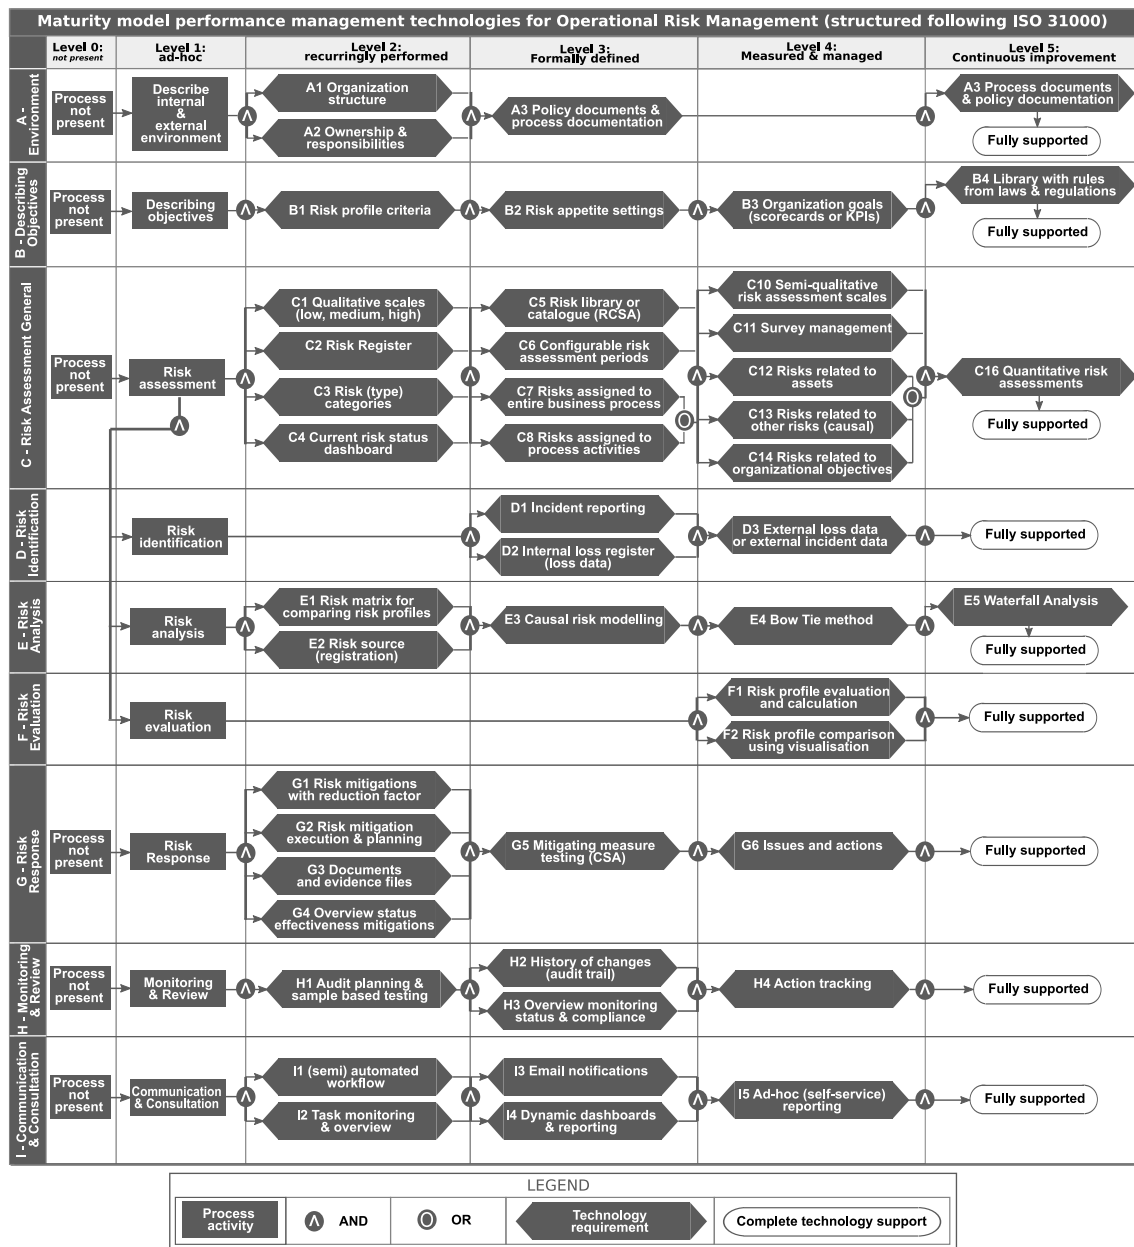 Maturity model performance management technologies for Operational Risk Management (structured following ISO 31000)
Level 0:
not present
Level 1:
ad-hoc
Level 2:
recurringly performed
Level 3:
Formally defined
Level 4:
Measured & managed
Level 5:
Continuous improvement
A -
Environment
Process
not
present
Describe
internal
&
external
environment
A1 Organization
structure
A2 Ownership &
responsibilities
A3 Policy documents &
process documentation
A3 Process documents
& policy documentation
Fully supported
B - Describing
Objectives
Process
not
present
Describing
objectives
B1 Risk profile criteria
B2 Risk appetite settings
B3 Organization goals
(scorecards or KPIs)
B4 Library with rules
from laws & regulations
Fully supported
C - Risk Assessment General
Process
not
present
Risk
assessment
C1 Qualitative scales
(low, medium, high)
C2 Risk Register
C3 Risk (type)
categories
C4 Current risk status
dashboard
C5 Risk library or
catalogue (RCSA)
C6 Configurable risk
assessment periods
C7 Risks assigned to
entire business process
C8 Risks assigned to
process activities
C10 Semi-qualitative
risk assessment scales
C11 Survey management
C12 Risks related to
assets
C13 Risks related to
other risks (causal)
C14 Risks related to
organizational objectives
C16 Quantitative risk
assessments
Fully supported
D - Risk
Identification
Risk
identification
D1 Incident reporting
D2 Internal loss register
(loss data)
D3 External loss data
or external incident data
Fully supported
E - Risk
Analysis
Risk
analysis
E1 Risk matrix for
comparing risk profiles
E2 Risk source
(registration)
E3 Causal risk modelling
E4 Bow Tie method
E5 Waterfall Analysis
Fully supported
F - Risk
Evaluation
Risk
evaluation
F1 Risk profile evaluation
and calculation
F2 Risk profile comparison
using visualisation
Fully supported
G - Risk
Response
Process
not
present
Risk
Response
G1 Risk mitigations
with reduction factor
G2 Risk mitigation
execution & planning
G3 Documents
and evidence files
G4 Overview status
effectiveness mitigations
G5 Mitigating measure
testing (CSA)
G6 Issues and actions
Fully supported
H - Monitoring
& Review
Process
not
present
Monitoring
& Review
H1 Audit planning &
sample based testing
H2 History of changes
(audit trail)
H3 Overview monitoring
status & compliance
H4 Action tracking
Fully supported
I - Communication
& Consultation
Process
not
present
Communication
& Consultation
I1 (semi) automated
workflow
I2 Task monitoring
& overview
I3 Email notifications
I4 Dynamic dashboards
& reporting
I5 Ad-hoc (self-service)
reporting
Fully supported
LEGEND
Process
activity
AND
OR
Technology
requirement
Complete technology support